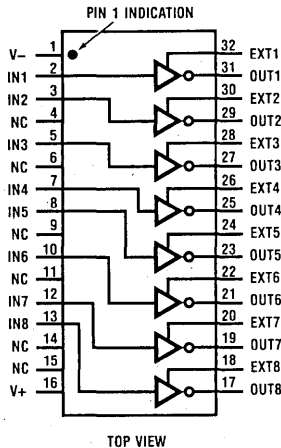 PIN 1 INDICATION
V- 1 32 EXT1
IN1 2 31 OUT1
IN2 3 30 EXT2
NC 4 29 OUT2
IN3 5 28 EXT3
NC 6 27 OUT3
IN4 7 26 EXT4
IN5 8 25 OUT4
NC 9 24 EXT5
IN6 10 23 OUT5
NC 11 22 EXT6
IN7 12 21 OUT6
IN8 13 20 EXT7
NC 14 19 OUT7
NC 15 18 EXT8
V+ 16 17 OUT8
TOP VIEW